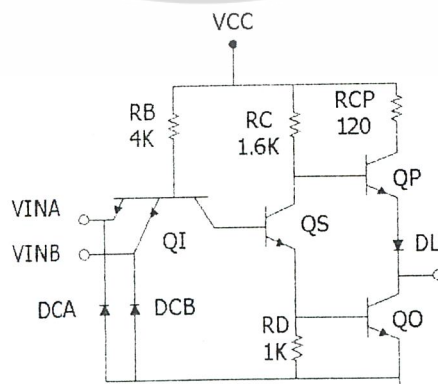 VCC
RB
4K
RC
1.6K
RCP
120
QP
VINA
VINB
QI
QS
DL
DCA
DCB
RD
1K
QO